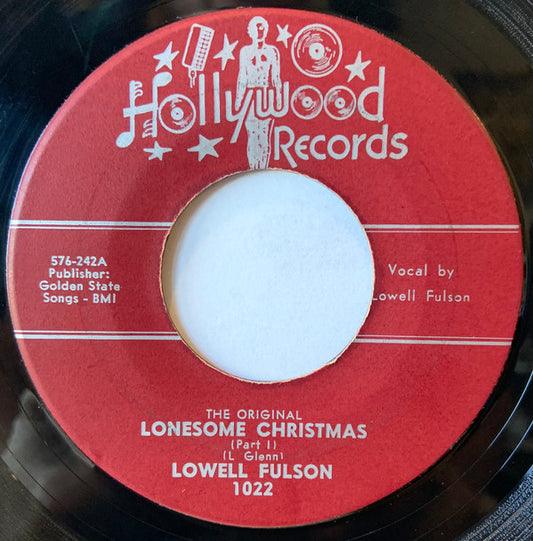 Hollywood
Records
576-242A
Publisher:
Golden State
Songs - BMI
Vocal by
Lowell Fulson
THE ORIGINAL
LONESOME CHRISTMAS
(Part I)
(L Glenn)
LOWELL FULSON
1022